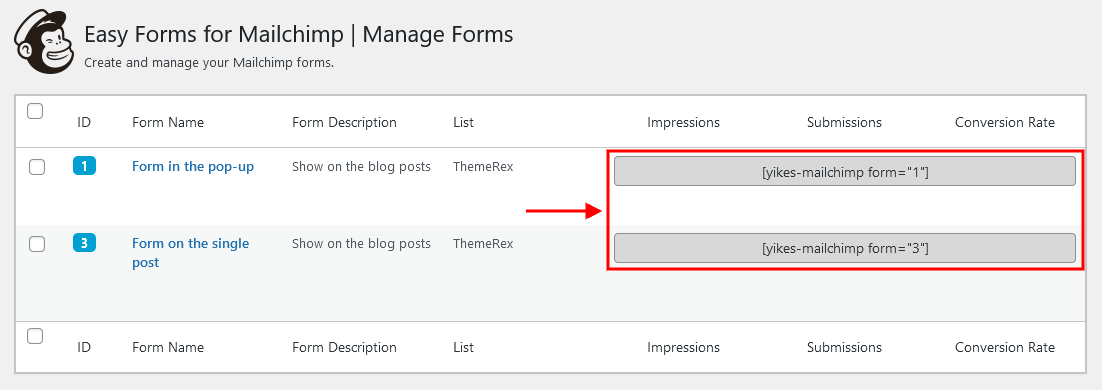 Easy Forms for Mailchimp | Manage Forms
Create and manage your Mailchimp forms.
ID Form Name Form Description List Impressions Submissions Conversion Rate
1 Form in the pop-up Show on the blog posts ThemeRex [yikes-mailchimp form="1"]
3 Form on the single Show on the blog posts ThemeRex [yikes-mailchimp form="3"]
post
ID Form Name Form Description List Impressions Submissions Conversion Rate